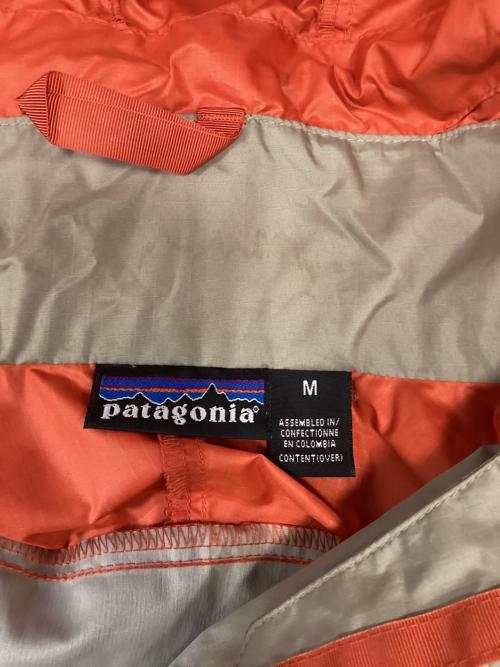 patagonia®
M
ASSEMBLED IN/
CONFECTIONNE
EN COLOMBIA
CONTENT(OVER)